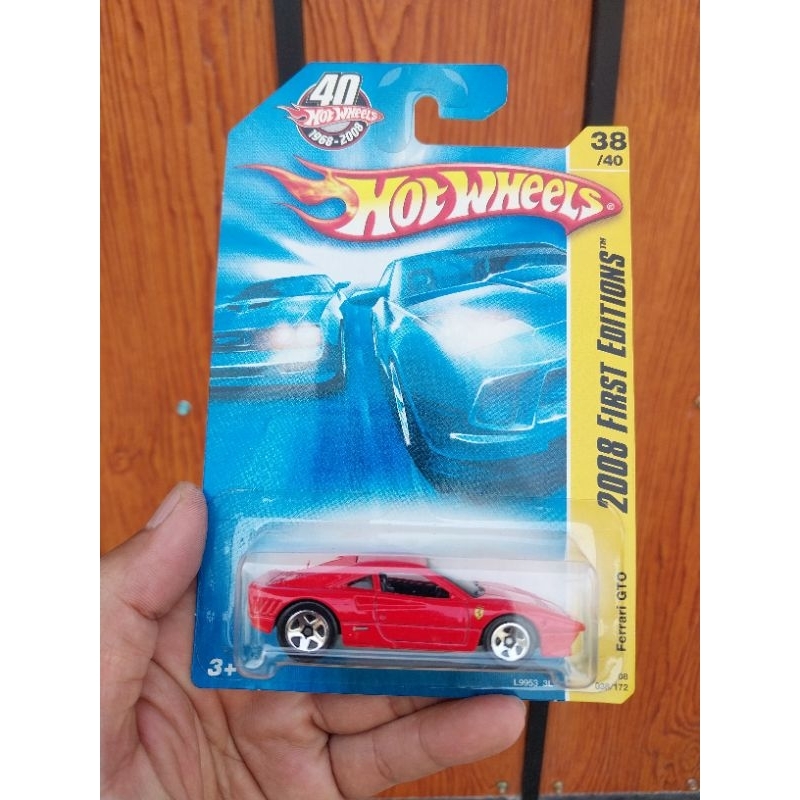 40
HOT WHEELS
1968-2008
38
/40
HOT WHEELS®
2008 FIRST EDITIONS™
Ferrari GTO
3+
L9953 3L
08
038/172